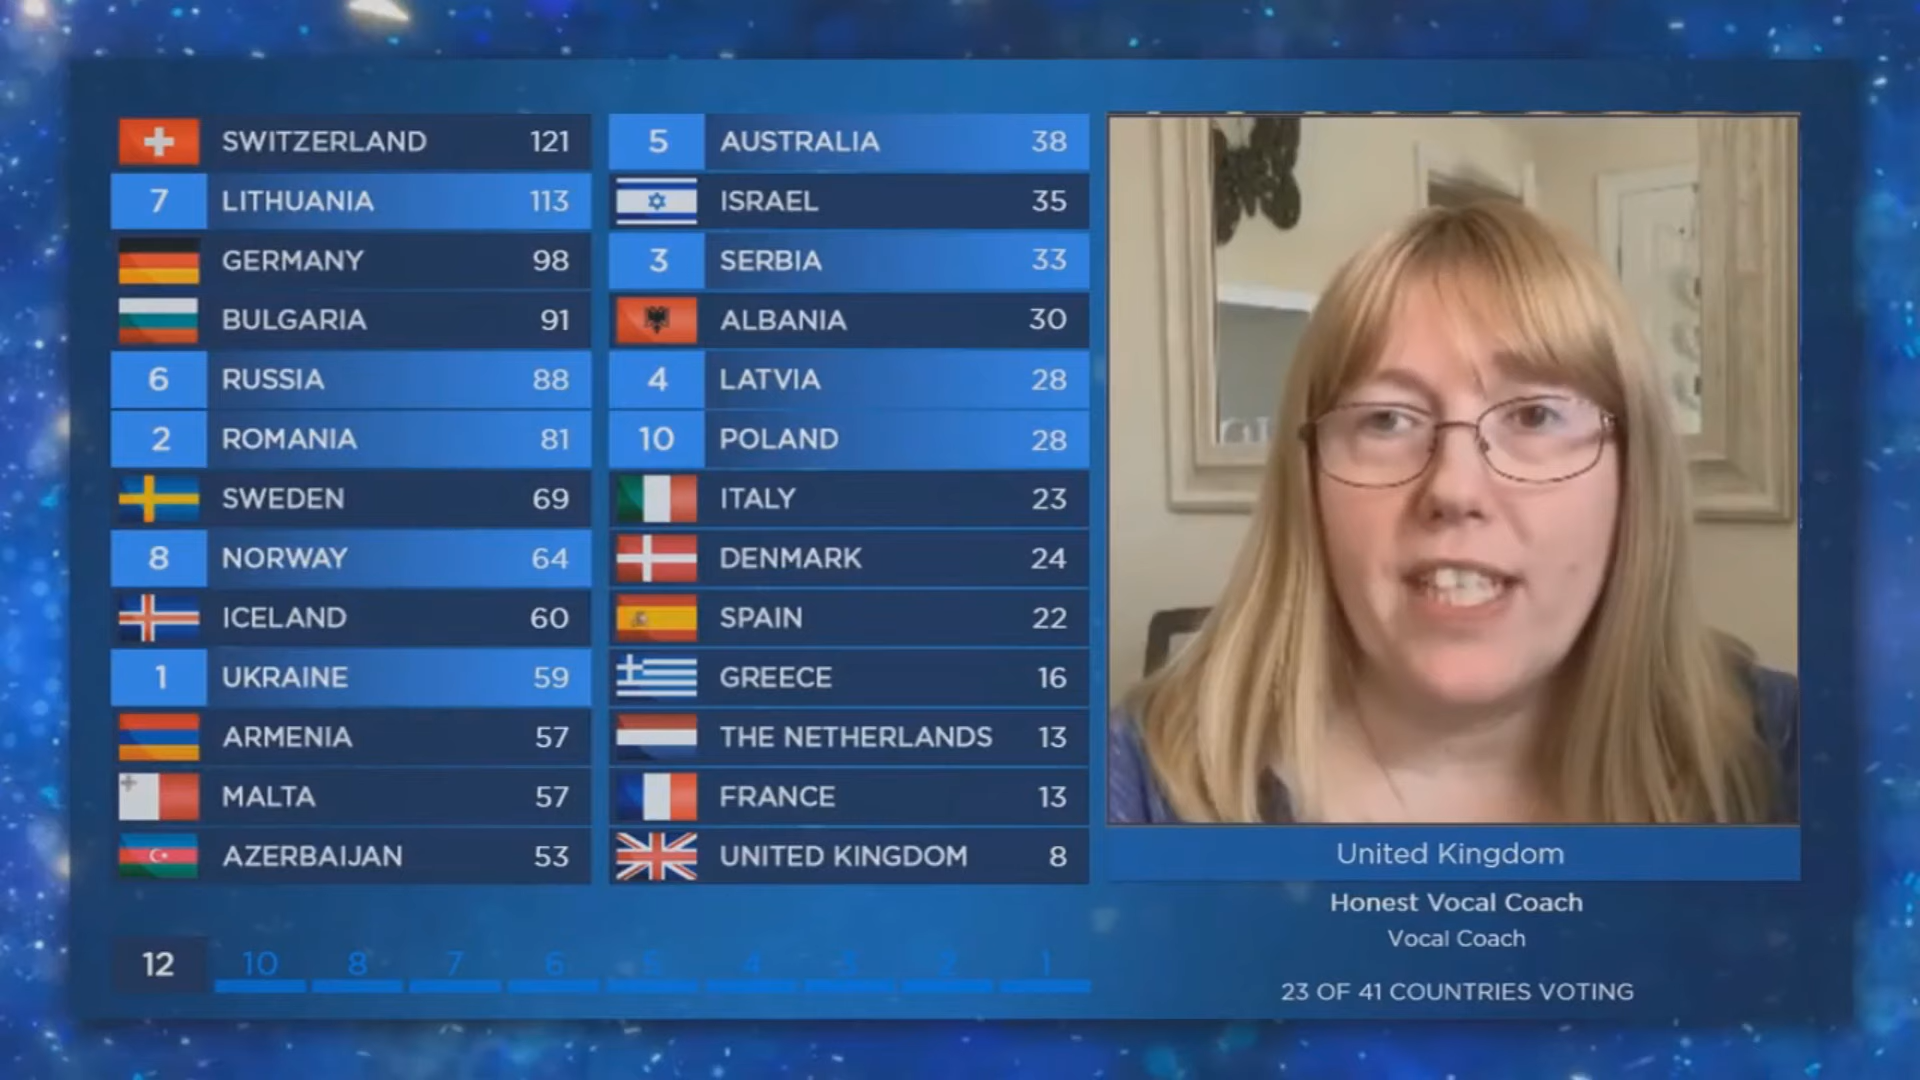 SWITZERLAND 121
7 LITHUANIA 113
GERMANY 98
BULGARIA 91
6 RUSSIA 88
2 ROMANIA 81
SWEDEN 69
8 NORWAY 64
ICELAND 60
1 UKRAINE 59
ARMENIA 57
MALTA 57
AZERBAIJAN 53
5 AUSTRALIA 38
ISRAEL 35
3 SERBIA 33
ALBANIA 30
4 LATVIA 28
10 POLAND 28
ITALY 23
DENMARK 24
SPAIN 22
GREECE 16
THE NETHERLANDS 13
FRANCE 13
UNITED KINGDOM 8
12 10 8 7 6 5 4 3 2 1
United Kingdom
Honest Vocal Coach
Vocal Coach
23 OF 41 COUNTRIES VOTING